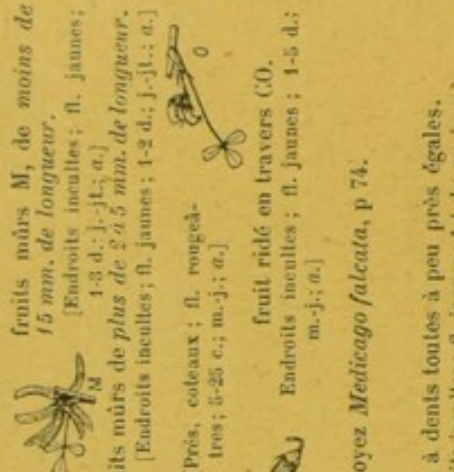 fruits mûrs M, de moins de
15 mm. de longueur.
[Endroits incultes; fl. jaunes;
1-3 d.; j.-jt.; a.]
M
its mûrs de plus de 2 à 5 mm. de longueur.
[Endroits incultes; fl. jaunes; 1-2 d.; j.-jt.; a.]
O
Prés, coteaux; fl. rougeâ-
tres; 5-25 c.; m.-j.; a.]
fruit ridé en travers CO.
Endroits incultes; fl. jaunes; 1-5 d.;
m.-j.; a.]
oyez Medicago falcata, p 74.
à dents toutes à peu près égales.